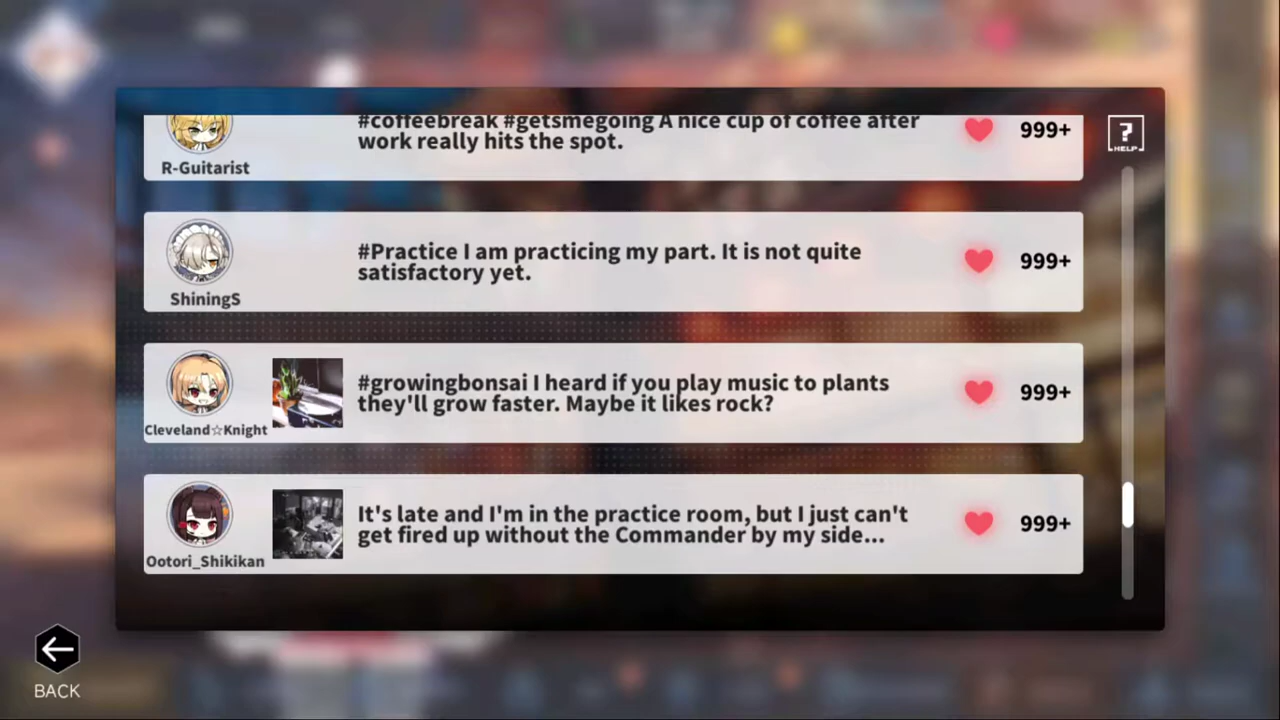 #coffeebreak #getsmegoing A nice cup of coffee after
work really hits the spot.
999+
R-Guitarist
?
HELP
#Practice I am practicing my part. It is not quite
satisfactory yet.
999+
ShiningS
#growingbonsai I heard if you play music to plants
they'll grow faster. Maybe it likes rock?
999+
Cleveland☆Knight
It's late and I'm in the practice room, but I just can't
get fired up without the Commander by my side...
999+
Ootori_Shikikan
BACK